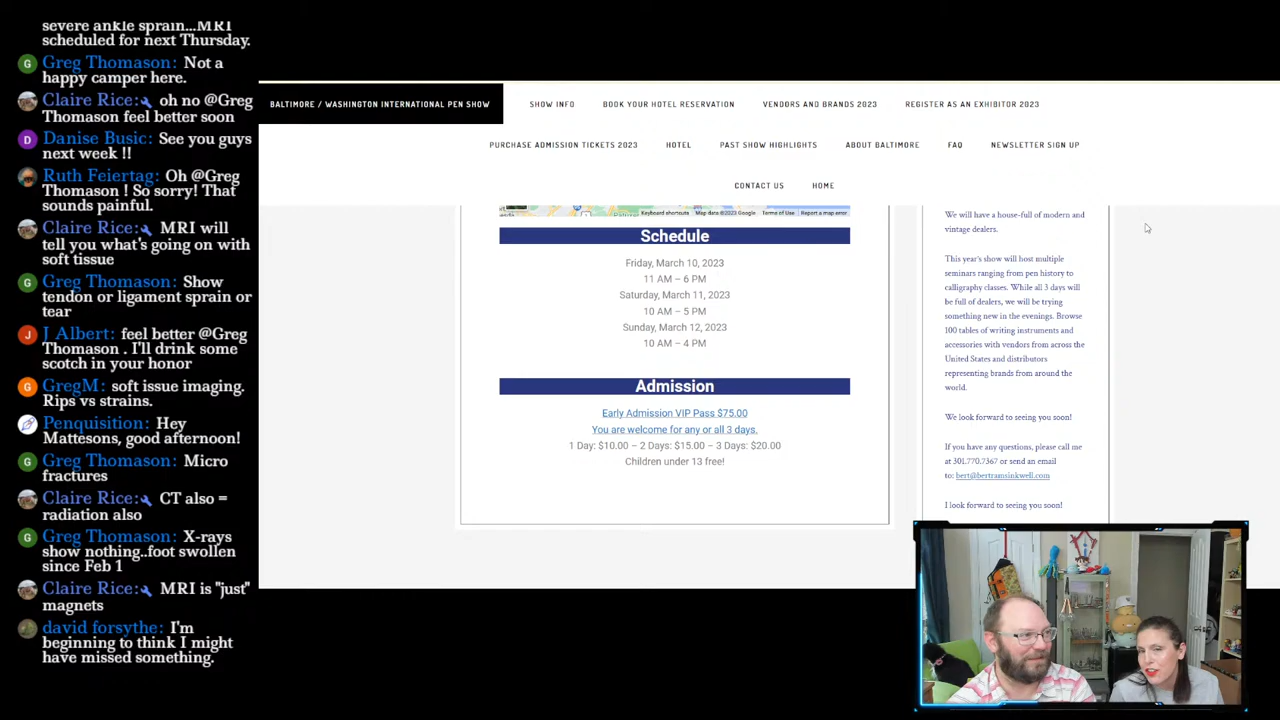 severe ankle sprain...MRI
scheduled for next Thursday.
Greg Thomason: Not a
happy camper here.
Claire Rice: oh no @Greg
Thomason feel better soon
Danise Busic: See you guys
next week !!
Ruth Feiertag: Oh @Greg
Thomason ! So sorry! That
sounds painful.
Claire Rice: MRI will
tell you what's going on with
soft tissue
Greg Thomason: Show
tendon or ligament sprain or
tear
J Albert: feel better @Greg
Thomason . I'll drink some
scotch in your honor
GregM: soft issue imaging.
Rips vs strains.
Penquisition: Hey
Mattesons, good afternoon!
Greg Thomason: Micro
fractures
Claire Rice: CT also =
radiation also
Greg Thomason: X-rays
show nothing..foot swollen
since Feb 1
Claire Rice: MRI is "just"
magnets
david forsythe: I'm
beginning to think I might
have missed something.
BALTIMORE / WASHINGTON INTERNATIONAL PEN SHOW
SHOW INFO BOOK YOUR HOTEL RESERVATION VENDORS AND BRANDS 2023 REGISTER AS AN EXHIBITOR 2023
PURCHASE ADMISSION TICKETS 2023 HOTEL PAST SHOW HIGHLIGHTS ABOUT BALTIMORE FAQ NEWSLETTER SIGN UP
CONTACT US HOME
Keyboard shortcuts Map data ©2023 Google Terms of Use Report a map error
Schedule
Friday, March 10, 2023
11 AM – 6 PM
Saturday, March 11, 2023
10 AM – 5 PM
Sunday, March 12, 2023
10 AM – 4 PM
Admission
Early Admission VIP Pass $75.00
You are welcome for any or all 3 days.
1 Day: $10.00 – 2 Days: $15.00 – 3 Days: $20.00
Children under 13 free!
We will have a house-full of modern and
vintage dealers.
This year's show will host multiple
seminars ranging from pen history to
calligraphy classes. While all 3 days will
be full of dealers, we will be trying
something new in the evenings. Browse
100 tables of writing instruments and
accessories with vendors from across the
United States and distributors
representing brands from around the
world.
We look forward to seeing you soon!
If you have any questions, please call me
at 301.770.7367 or send an email
to: bert@bertramsinkwell.com
I look forward to seeing you soon!